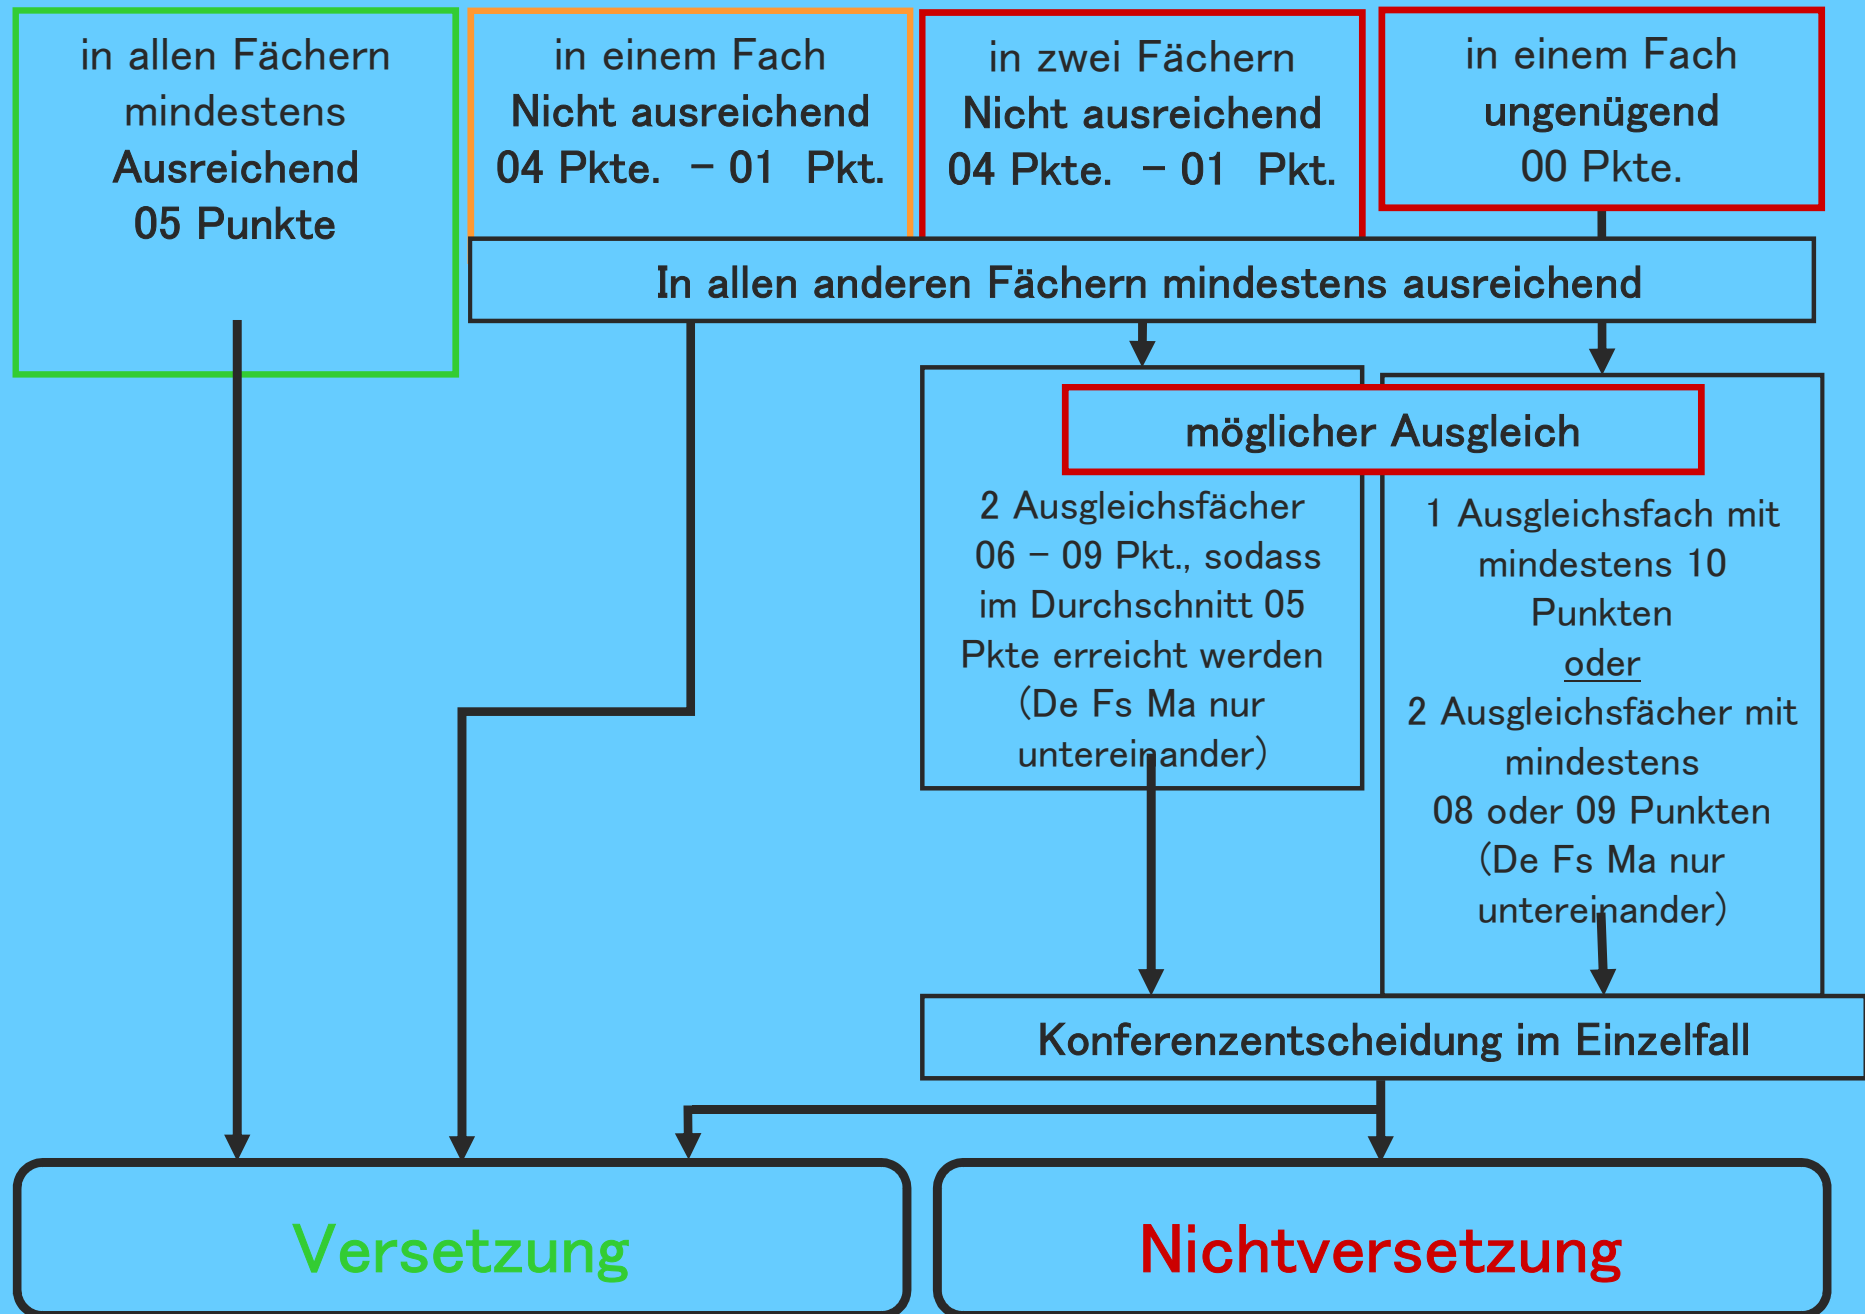 in allen Fächern
mindestens
Ausreichend
05 Punkte
in einem Fach
Nicht ausreichend
04 Pkte. – 01 Pkt.
in zwei Fächern
Nicht ausreichend
04 Pkte. – 01 Pkt.
in einem Fach
ungenügend
00 Pkte.
In allen anderen Fächern mindestens ausreichend
möglicher Ausgleich
2 Ausgleichsfächer
06 – 09 Pkt., sodass
im Durchschnitt 05
Pkte erreicht werden
(De Fs Ma nur
untereinander)
1 Ausgleichsfach mit
mindestens 10
Punkten
oder
2 Ausgleichsfächer mit
mindestens
08 oder 09 Punkten
(De Fs Ma nur
untereinander)
Konferenzentscheidung im Einzelfall
Versetzung
Nichtversetzung